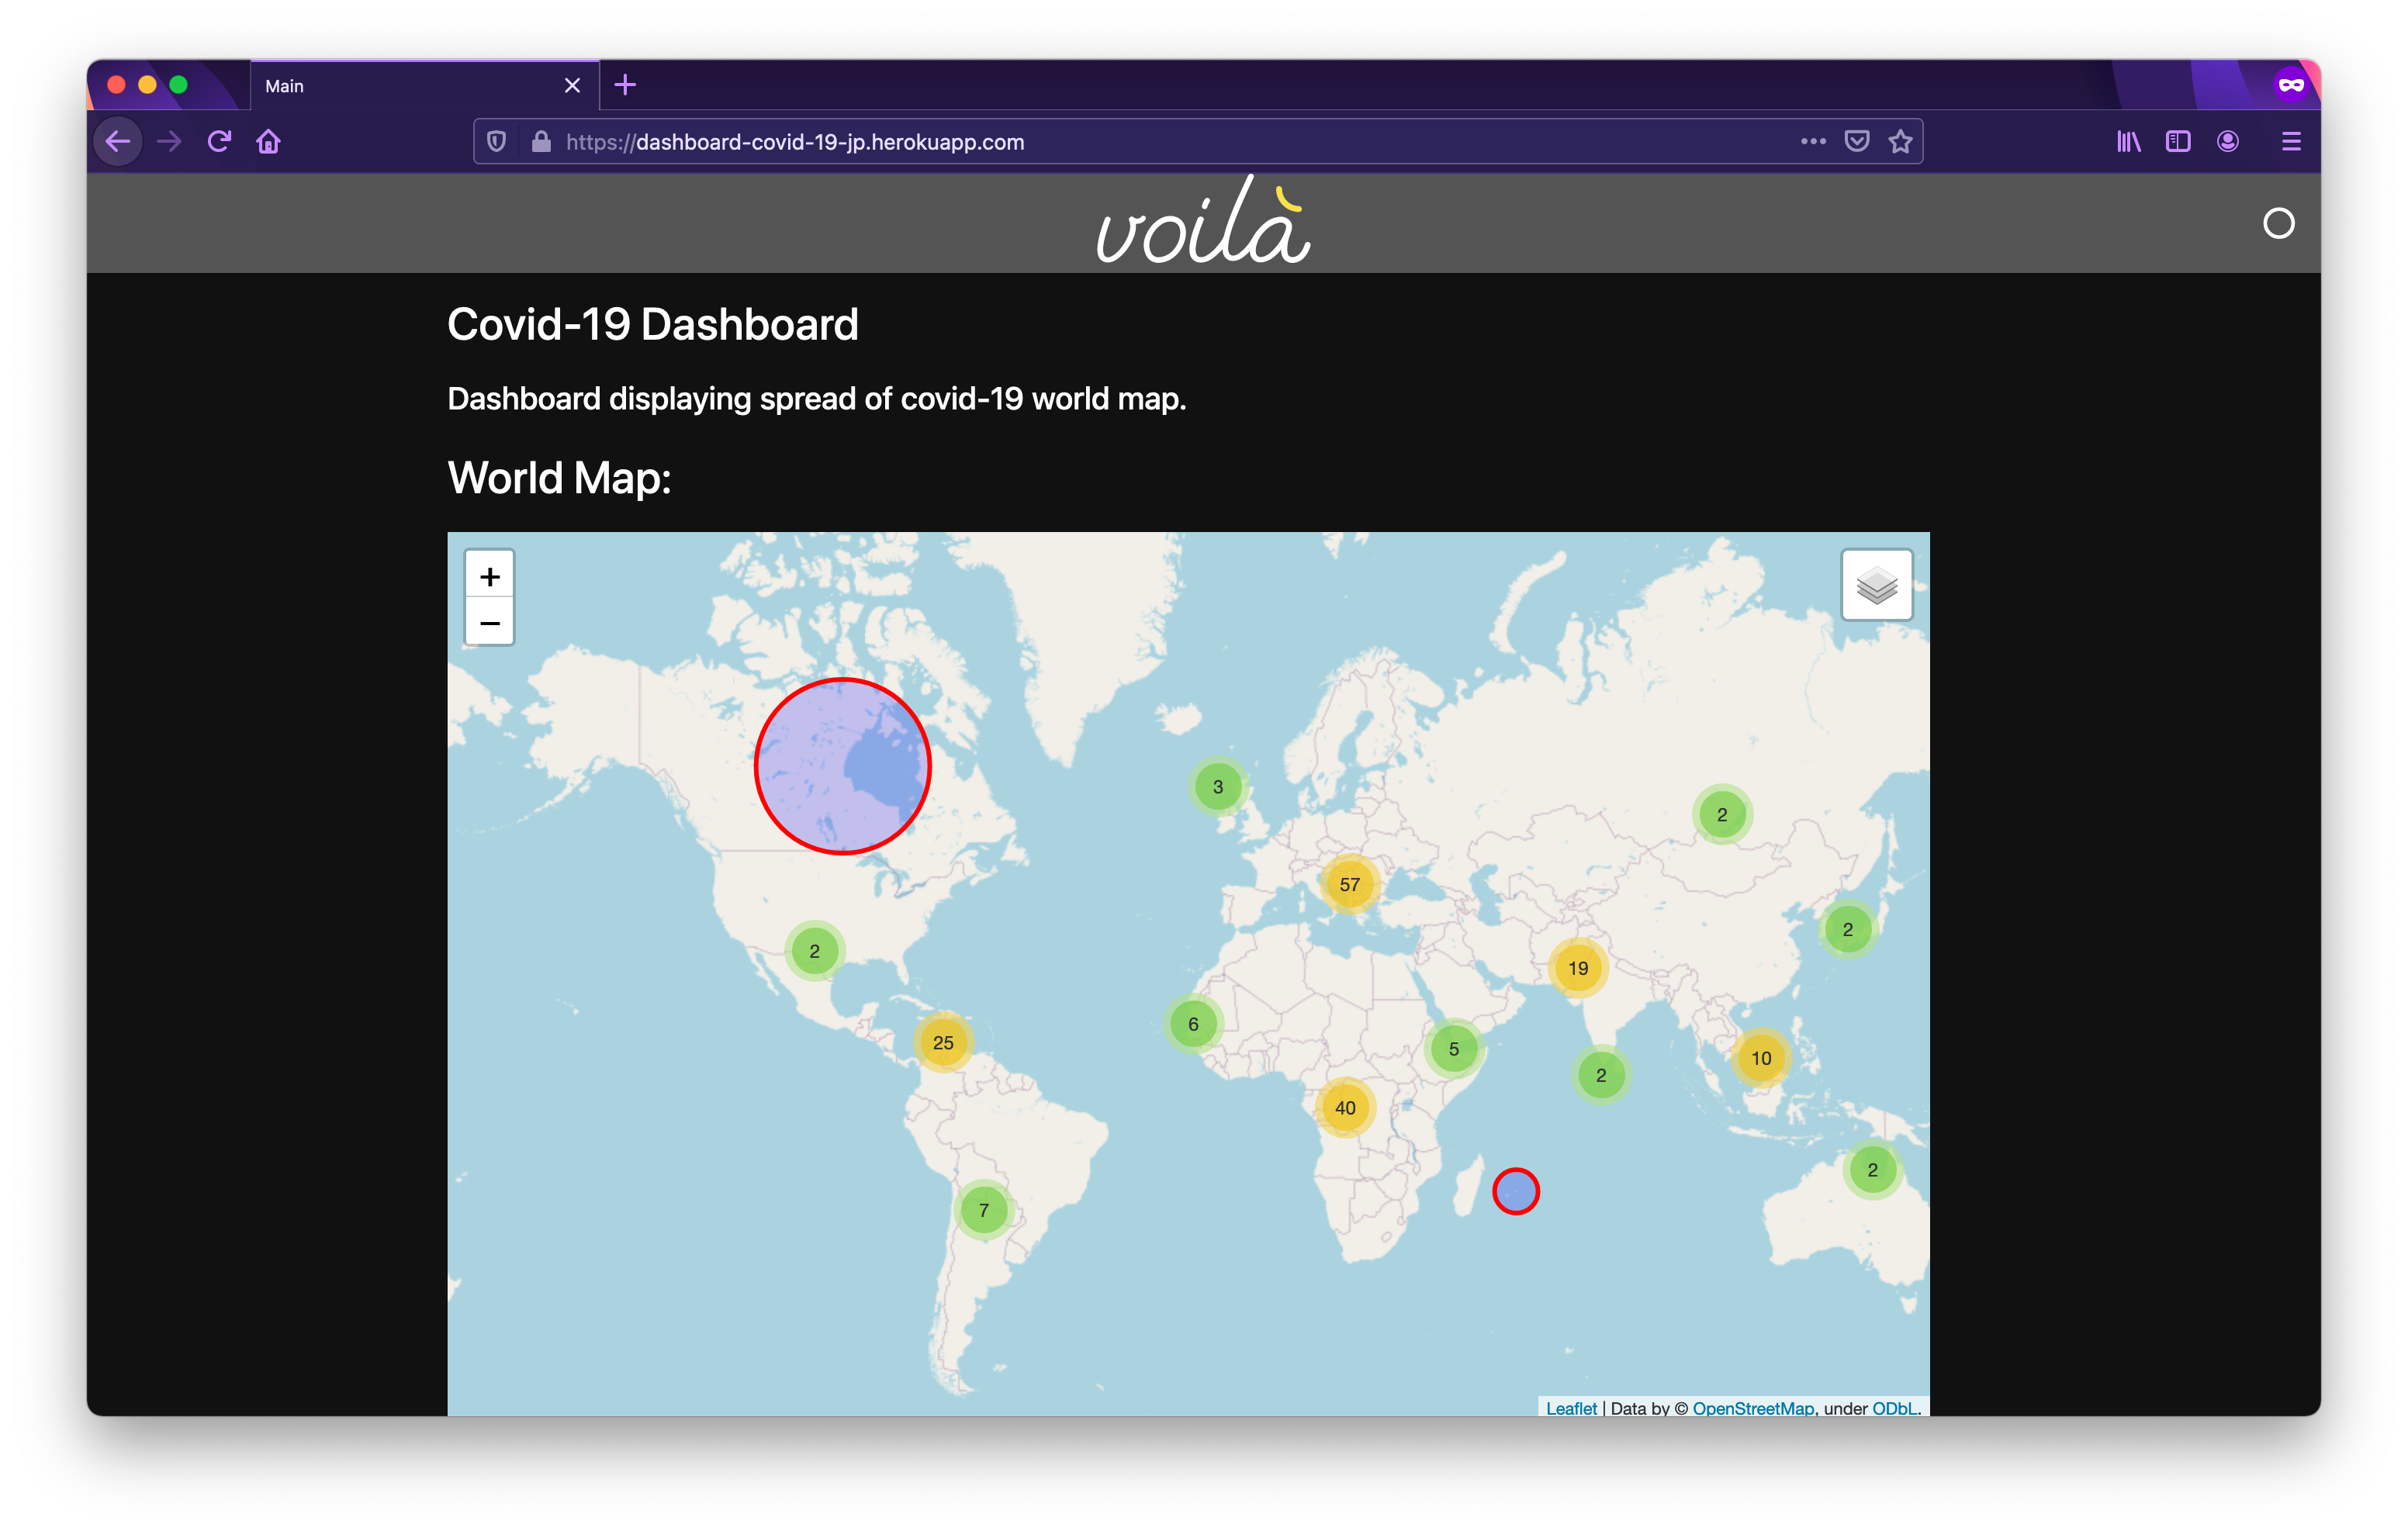 Main
https://dashboard-covid-19-jp.herokuapp.com
voilà
Covid-19 Dashboard
Dashboard displaying spread of covid-19 world map.
World Map:
+
−
3
2
57
2
2
19
6
25
5
10
2
40
2
7
Leaflet | Data by © OpenStreetMap, under ODbL.